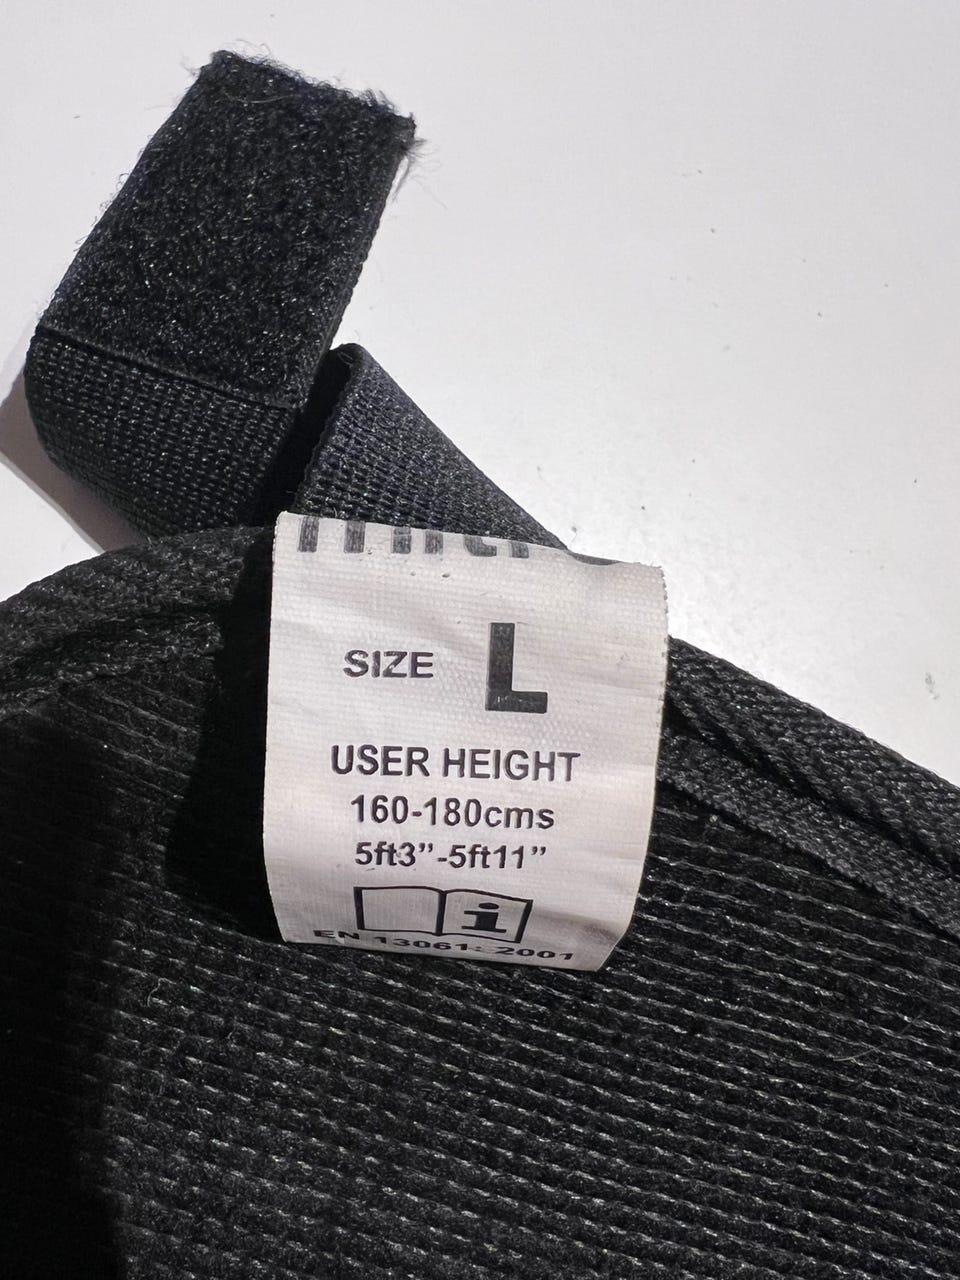 SIZE L
USER HEIGHT
160-180cms
5ft3”-5ft11”
i
EN 13061: 2001